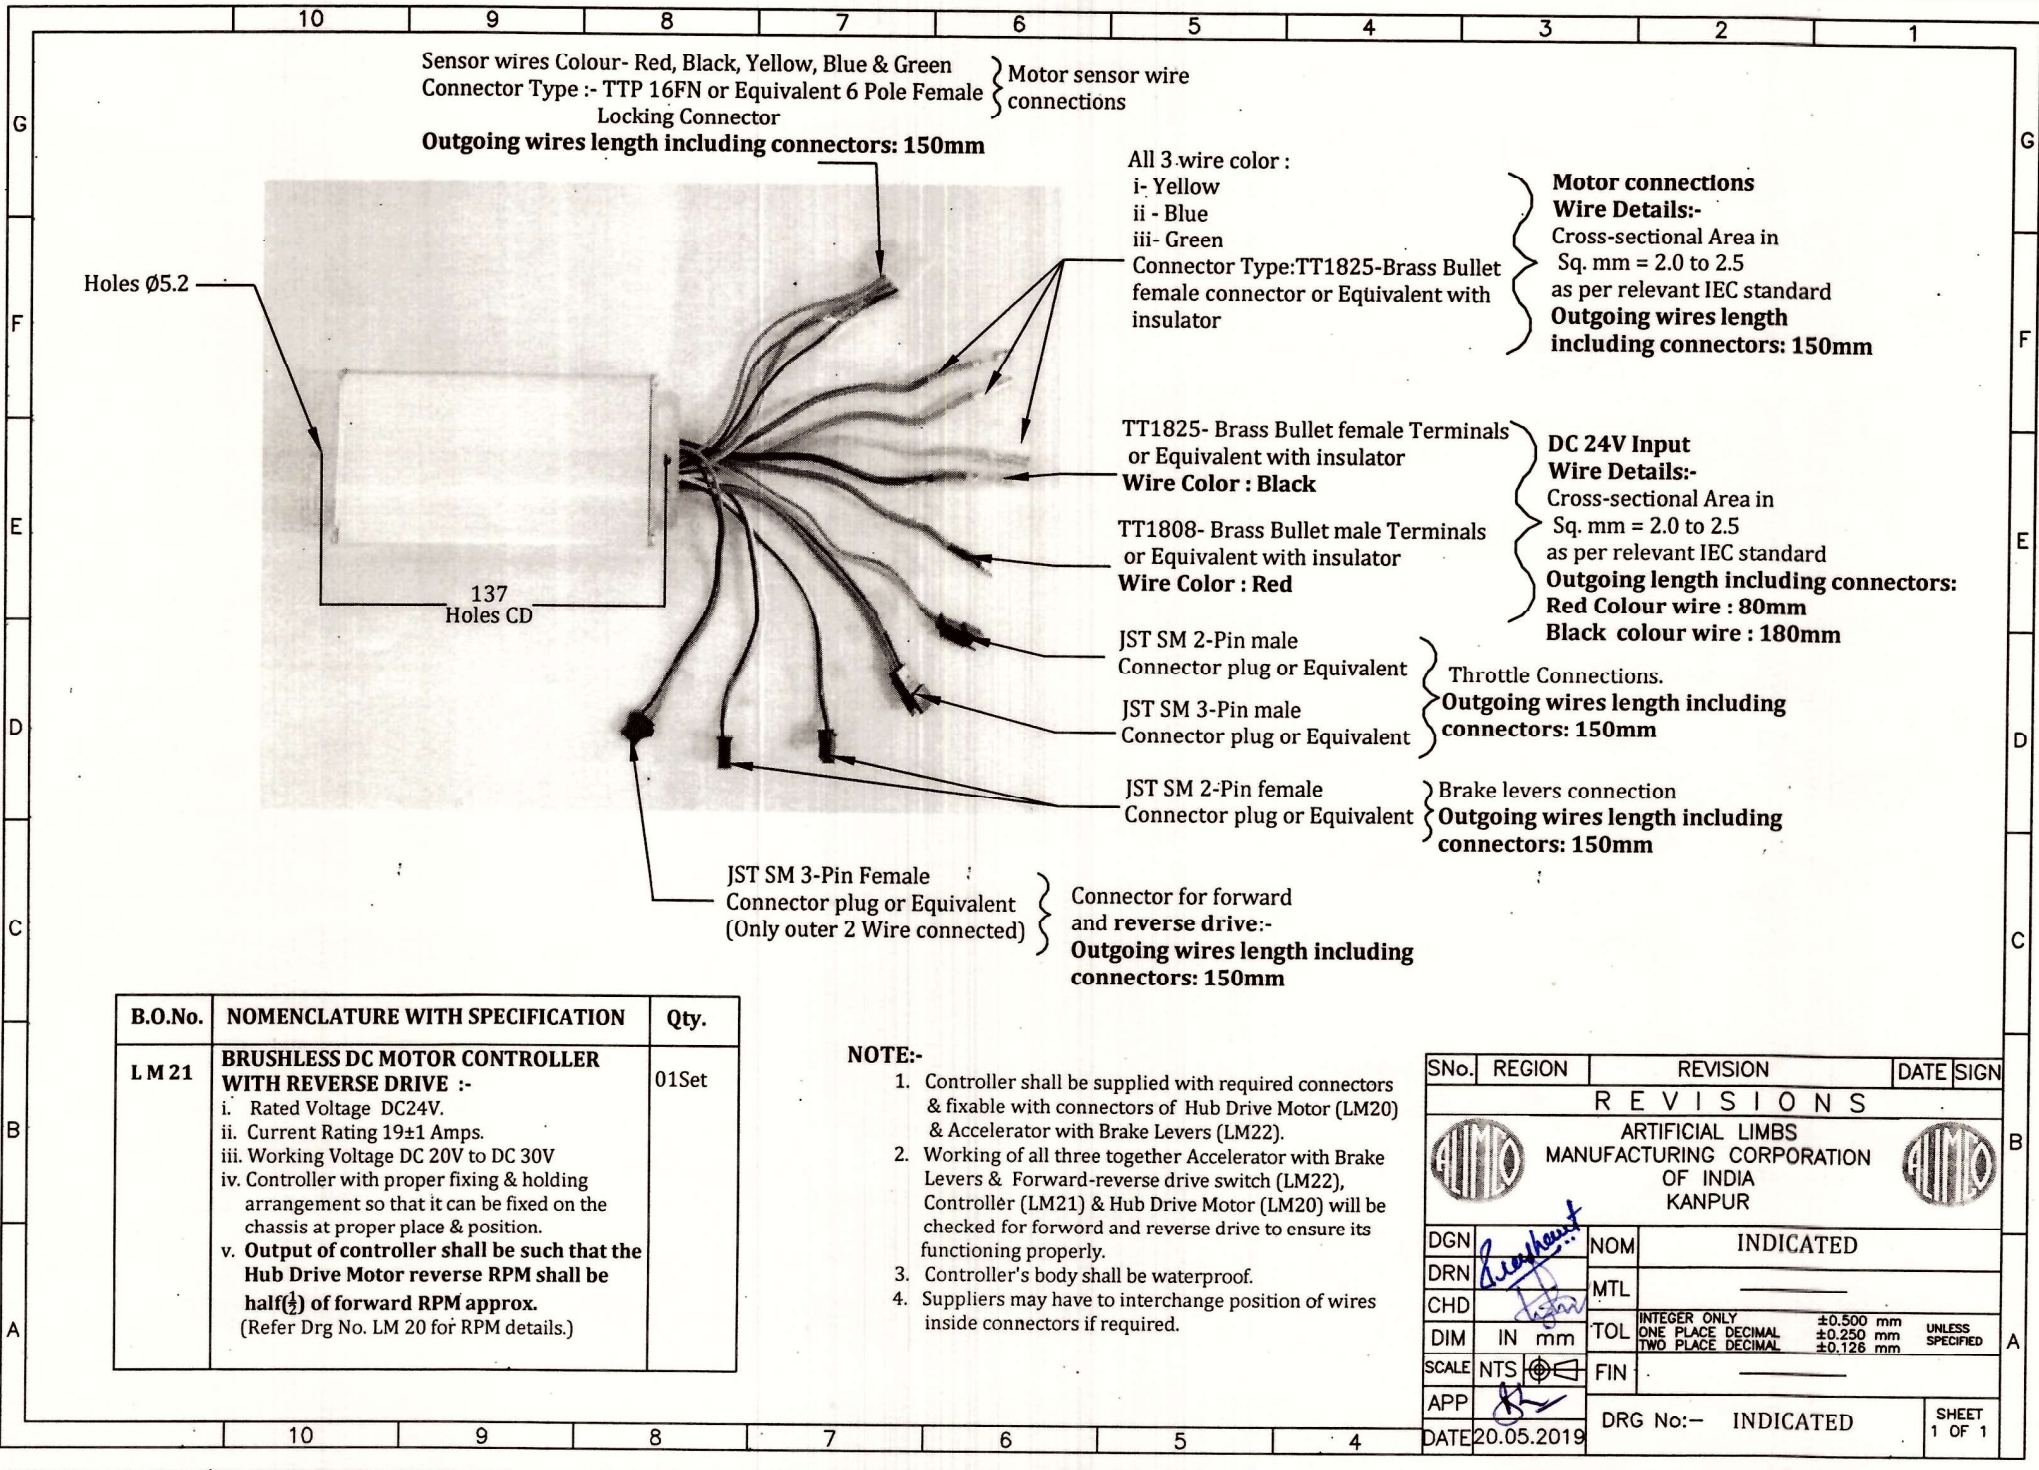 10 9 8 7 6 5 4 3 2 1
Sensor wires Colour- Red, Black, Yellow, Blue & Green
Connector Type :- TTP 16FN or Equivalent 6 Pole Female
Locking Connector
Outgoing wires length including connectors: 150mm
Motor sensor wire
connections
G
G
F
F
E
E
D
D
C
C
B
B
A
A
Holes Ø5.2
137
Holes CD
All 3 wire color :
i- Yellow
ii - Blue
iii- Green
Connector Type:TT1825-Brass Bullet
female connector or Equivalent with
insulator
Motor connections
Wire Details:-
Cross-sectional Area in
Sq. mm = 2.0 to 2.5
as per relevant IEC standard
Outgoing wires length
including connectors: 150mm
TT1825- Brass Bullet female Terminals
or Equivalent with insulator
Wire Color : Black
TT1808- Brass Bullet male Terminals
or Equivalent with insulator
Wire Color : Red
DC 24V Input
Wire Details:-
Cross-sectional Area in
Sq. mm = 2.0 to 2.5
as per relevant IEC standard
Outgoing length including connectors:
Red Colour wire : 80mm
Black colour wire : 180mm
JST SM 2-Pin male
Connector plug or Equivalent
JST SM 3-Pin male
Connector plug or Equivalent
Throttle Connections.
Outgoing wires length including
connectors: 150mm
JST SM 2-Pin female
Connector plug or Equivalent
Brake levers connection
Outgoing wires length including
connectors: 150mm
JST SM 3-Pin Female
Connector plug or Equivalent
(Only outer 2 Wire connected)
Connector for forward
and reverse drive:-
Outgoing wires length including
connectors: 150mm
B.O.No. NOMENCLATURE WITH SPECIFICATION Qty.
LM 21 BRUSHLESS DC MOTOR CONTROLLER
WITH REVERSE DRIVE :-
01Set
i. Rated Voltage DC24V.
ii. Current Rating 19±1 Amps.
iii. Working Voltage DC 20V to DC 30V
iv. Controller with proper fixing & holding
arrangement so that it can be fixed on the
chassis at proper place & position.
v. Output of controller shall be such that the
Hub Drive Motor reverse RPM shall be
half(½) of forward RPM approx.
(Refer Drg No. LM 20 for RPM details.)
NOTE:-
1. Controller shall be supplied with required connectors
& fixable with connectors of Hub Drive Motor (LM20)
& Accelerator with Brake Levers (LM22).
2. Working of all three together Accelerator with Brake
Levers & Forward-reverse drive switch (LM22),
Controller (LM21) & Hub Drive Motor (LM20) will be
checked for forword and reverse drive to ensure its
functioning properly.
3. Controller's body shall be waterproof.
4. Suppliers may have to interchange position of wires
inside connectors if required.
SNo. REGION REVISION DATE SIGN
REVISIONS
ALIMCO
ARTIFICIAL LIMBS
MANUFACTURING CORPORATION
OF INDIA
KANPUR
ALIMCO
DGN
DRN
CHD
DIM IN mm
SCALE NTS
APP
DATE 20.05.2019
NOM INDICATED
MTL
TOL INTEGER ONLY ±0.500 mm
ONE PLACE DECIMAL ±0.250 mm
TWO PLACE DECIMAL ±0.126 mm
UNLESS
SPECIFIED
FIN
DRG No:- INDICATED
SHEET
1 OF 1
10 9 8 7 6 5 4